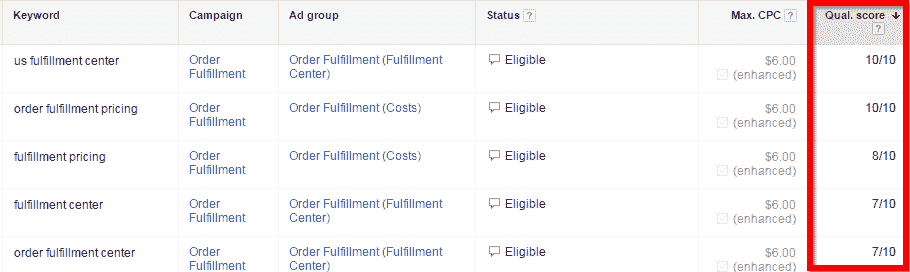 Keyword Campaign Ad group Status ? Max. CPC ? Qual. score
?
us fulfillment center Order Order Fulfillment (Fulfillment Eligible $6.00 10/10
Fulfillment Center) (enhanced)
order fulfillment pricing Order Order Fulfillment (Costs) Eligible $6.00 10/10
Fulfillment (enhanced)
fulfillment pricing Order Order Fulfillment (Costs) Eligible $6.00 8/10
Fulfillment (enhanced)
fulfillment center Order Order Fulfillment (Fulfillment Eligible $6.00 7/10
Fulfillment Center) (enhanced)
order fulfillment center Order Order Fulfillment (Fulfillment Eligible $6.00 7/10
Fulfillment Center) (enhanced)